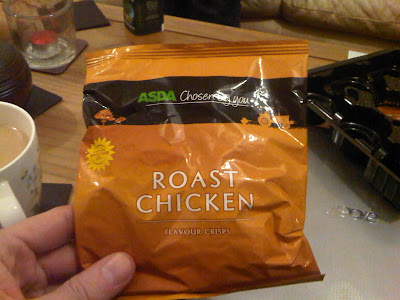 ASDA Chosen by you
ROAST
CHICKEN
FLAVOUR CRISPS